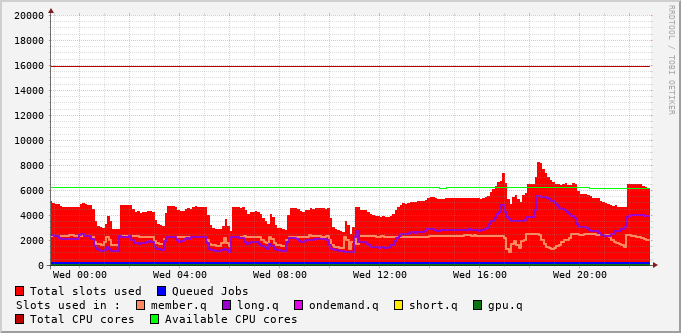 RRDTOOL / TOBI OETIKER
20000
18000
16000
14000
12000
10000
8000
6000
4000
2000
0
Wed 00:00 Wed 04:00 Wed 08:00 Wed 12:00 Wed 16:00 Wed 20:00
Total slots used Queued Jobs
Slots used in : member.q long.q ondemand.q short.q gpu.q
Total CPU cores Available CPU cores